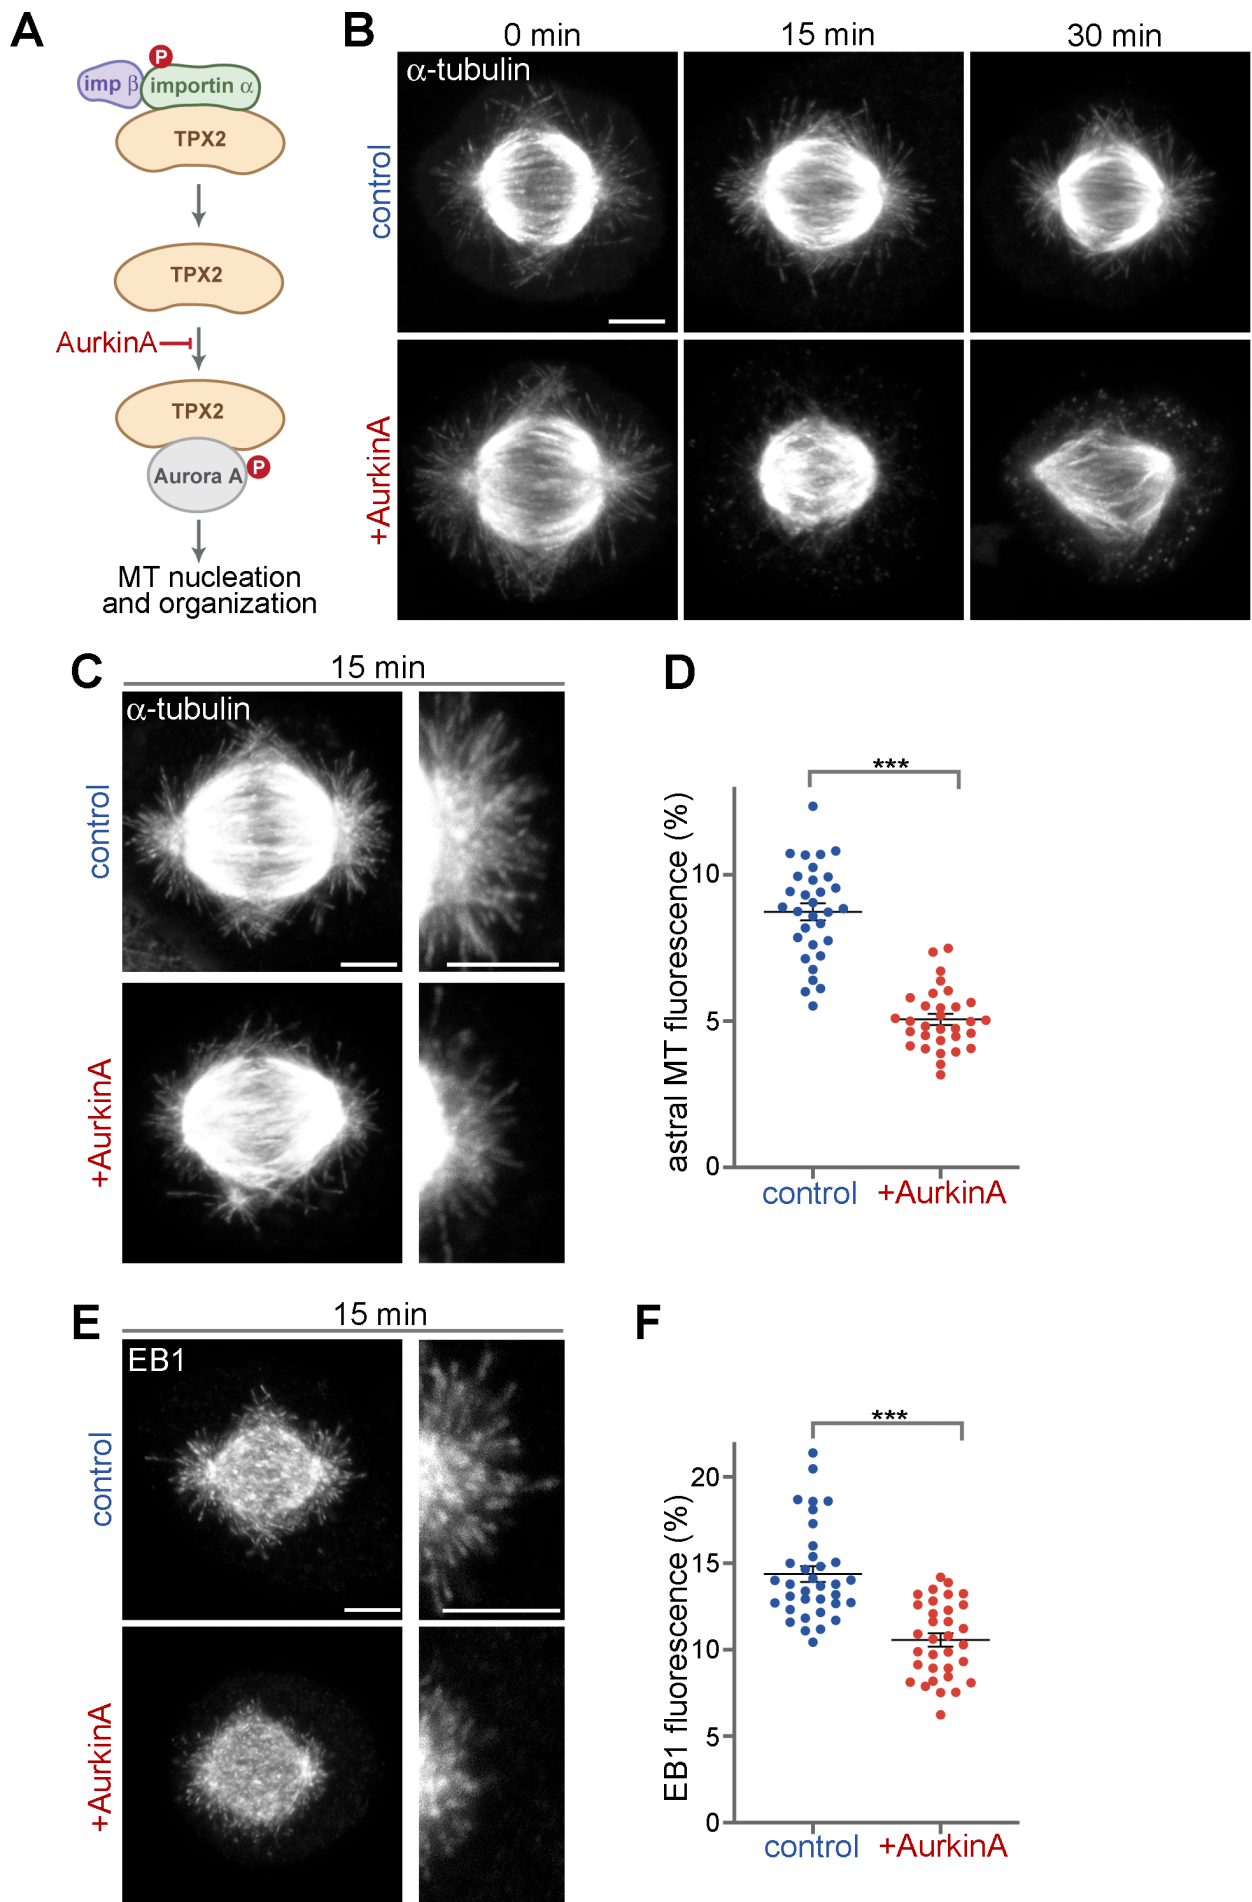 A
P
imp β
importin α
TPX2
TPX2
AurkinA
TPX2
Aurora A
P
MT nucleation
and organization
B
0 min
15 min
30 min
α-tubulin
control
+AurkinA
C
15 min
α-tubulin
control
+AurkinA
D
***
astral MT fluorescence (%)
10
5
0
control
+AurkinA
E
15 min
EB1
control
+AurkinA
F
***
EB1 fluorescence (%)
20
15
10
5
0
control
+AurkinA